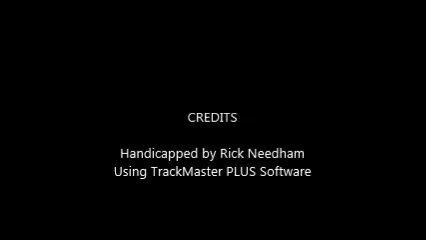 CREDITS
Handicapped by Rick Needham
Using TrackMaster PLUS Software